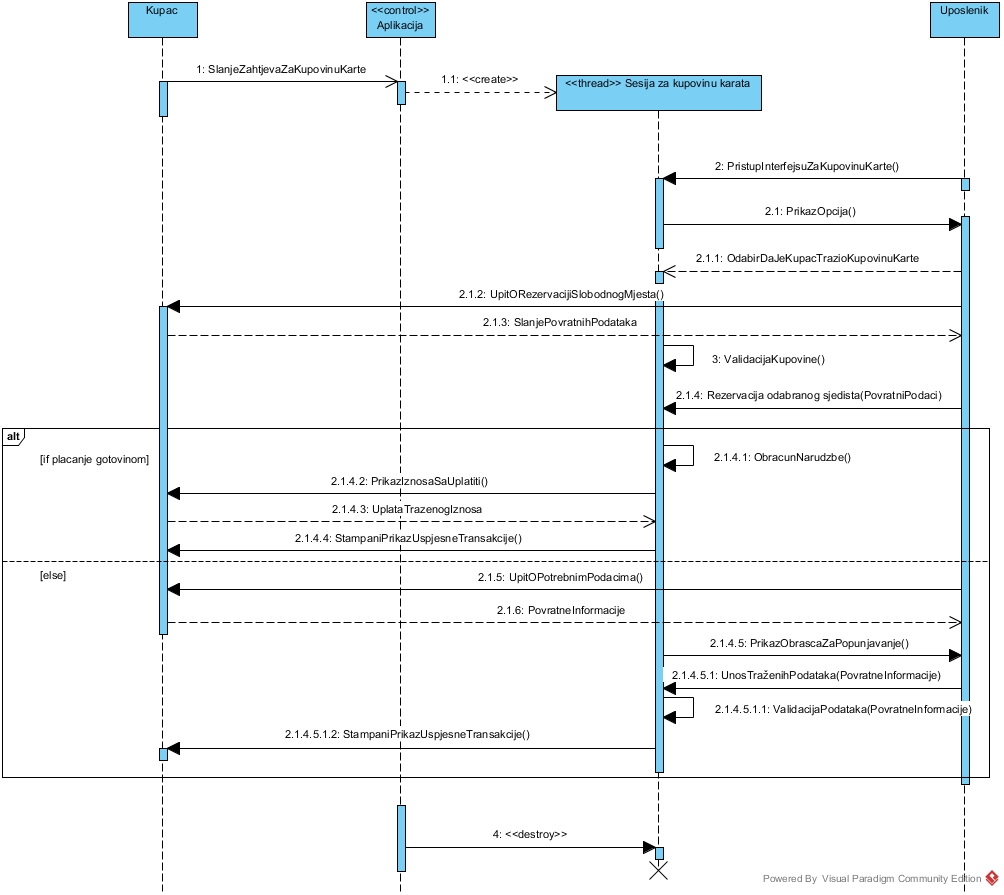 Kupac
<<control>>
Aplikacija
Uposlenik
1: SlanjeZahtjevaZaKupovinuKarte
1.1: <<create>>
<<thread>> Sesija za kupovinu karata
2: PristupInterfejsuZaKupovinuKarte()
2.1: PrikazOpcija()
2.1.1: OdabirDaJeKupacTrazioKupovinuKarte
2.1.2: UpitORezervacijiSlobodnogMjesta()
2.1.3: SlanjePovratnihPodataka
3: ValidacijaKupovine()
2.1.4: Rezervacija odabranog sjedista(PovratniPodaci)
alt
[if placanje gotovinom]
2.1.4.1: ObracunNarudzbe()
2.1.4.2: PrikazIznosaSaUplatiti()
2.1.4.3: UplataTrazenogIznosa
2.1.4.4: StampaniPrikazUspjesneTransakcije()
[else]
2.1.5: UpitOPotrebnimPodacima()
2.1.6: PovratneInformacije
2.1.4.5: PrikazObrascaZaPopunjavanje()
2.1.4.5.1: UnosTraženihPodataka(PovratneInformacije)
2.1.4.5.1.1: ValidacijaPodataka(PovratneInformacije)
2.1.4.5.1.2: StampaniPrikazUspjesneTransakcije()
4: <<destroy>>
Powered By Visual Paradigm Community Edition